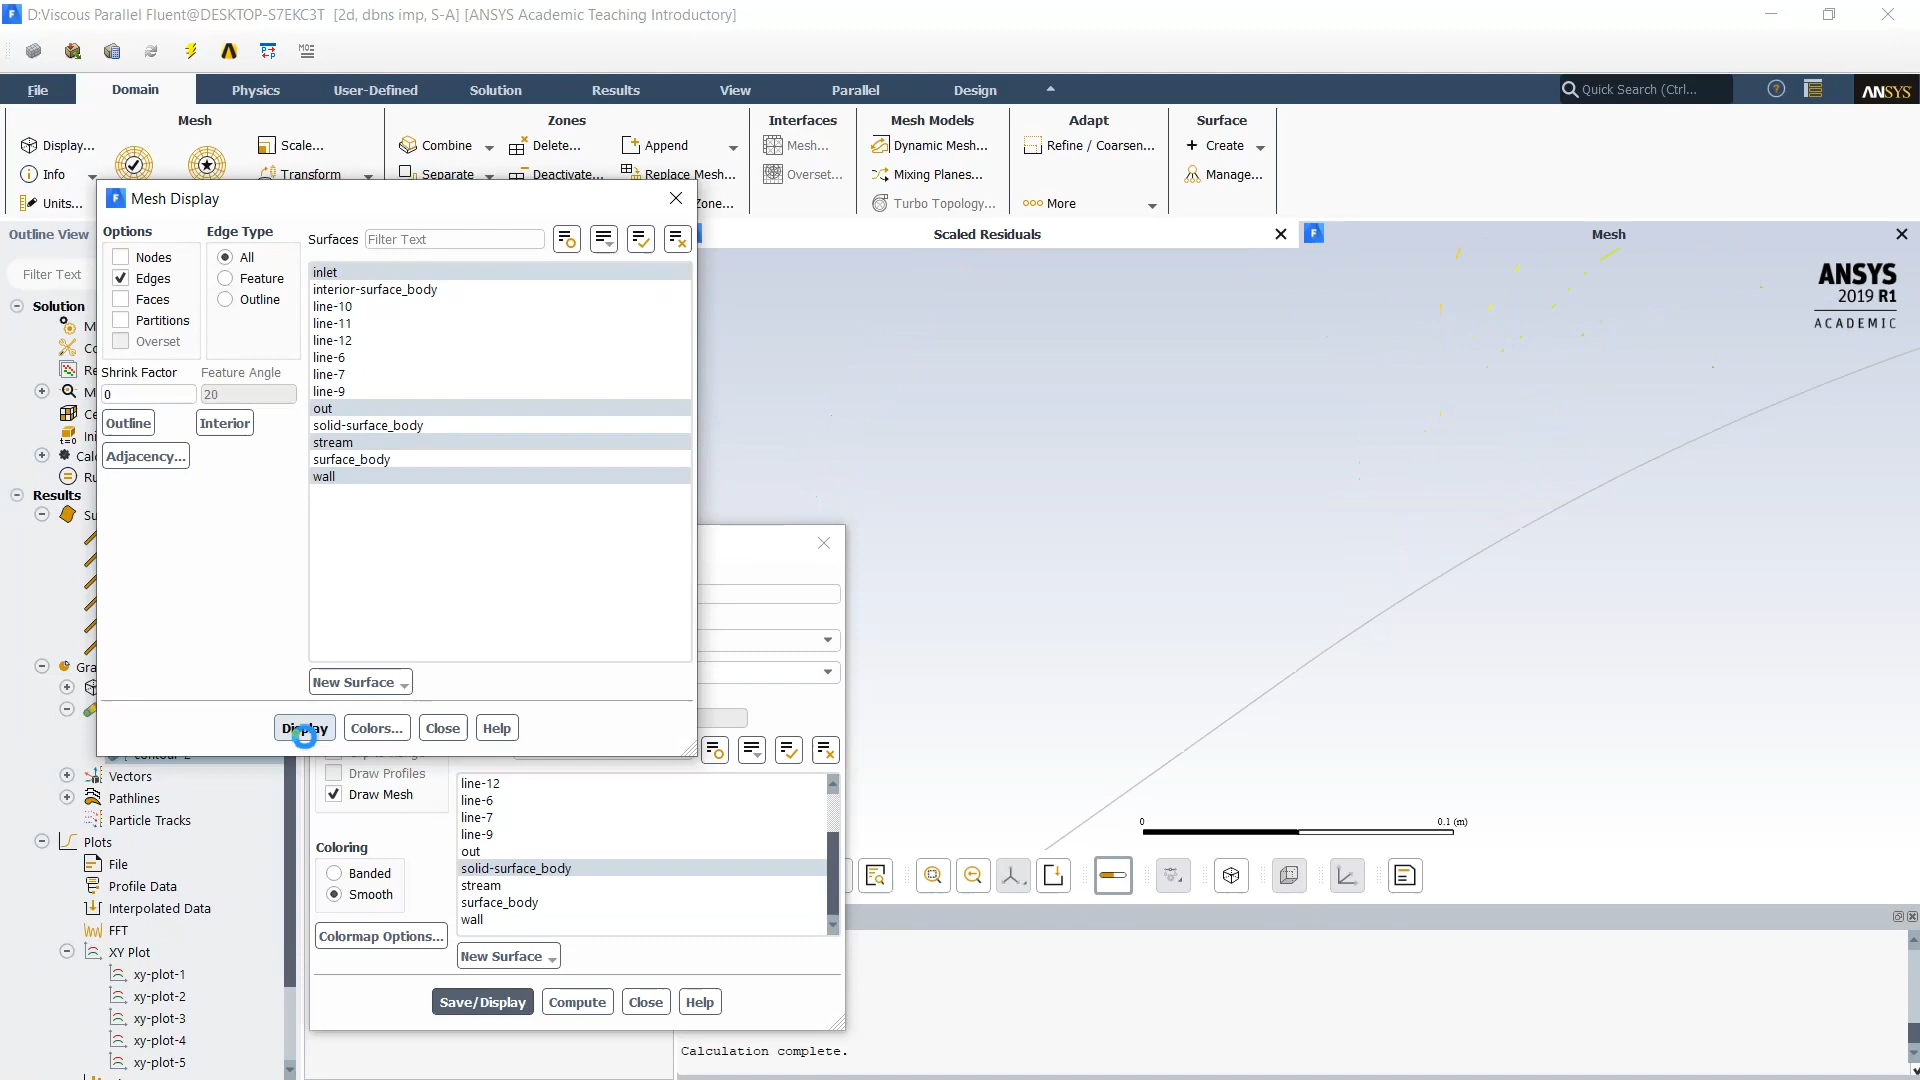 D:Viscous Parallel Fluent@DESKTOP-S7EKC3T [2d, dbns imp, S-A] [ANSYS Academic Teaching Introductory]
File Domain Physics User-Defined Solution Results View Parallel Design Quick Search (Ctrl... ANSYS
Mesh Zones Interfaces Mesh Models Adapt Surface
Display... Scale... Combine Delete... Append Mesh... Dynamic Mesh... Refine / Coarsen... Create
Info Transform Separate Deactivate... Replace Mesh... Overset... Mixing Planes... Manage...
Units... Zone... Turbo Topology... More
Mesh Display
Outline View
Filter Text
Solution
Results
Options
Nodes
Edges
Faces
Partitions
Overset
Edge Type
All
Feature
Outline
Shrink Factor
0
Feature Angle
20
Outline Interior
Adjacency...
Surfaces Filter Text
inlet
interior-surface_body
line-10
line-11
line-12
line-6
line-7
line-9
out
solid-surface_body
stream
surface_body
wall
New Surface
Display Colors... Close Help
Scaled Residuals
Mesh
ANSYS
2019 R1
ACADEMIC
0 0.1 (m)
Vectors
Pathlines
Particle Tracks
Plots
File
Profile Data
Interpolated Data
FFT
XY Plot
xy-plot-1
xy-plot-2
xy-plot-3
xy-plot-4
xy-plot-5
Draw Profiles
Draw Mesh
Coloring
Banded
Smooth
Colormap Options...
line-12
line-6
line-7
line-9
out
solid-surface_body
stream
surface_body
wall
New Surface
Save/Display Compute Close Help
Calculation complete.